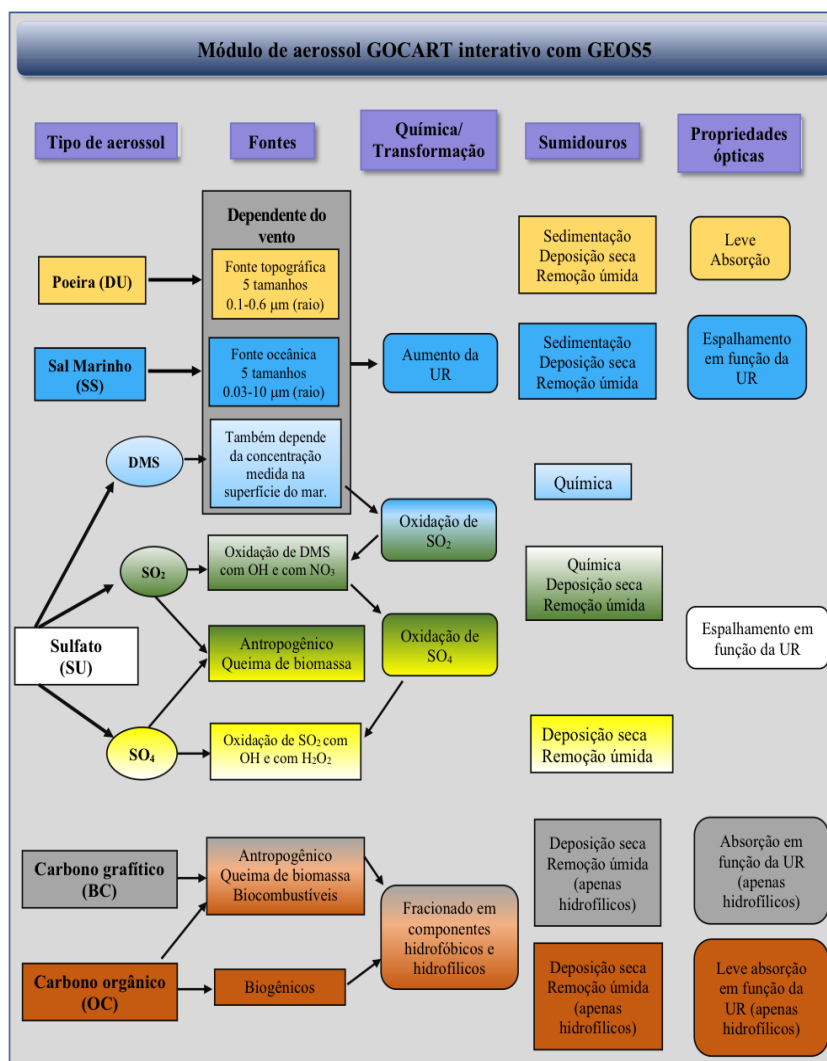 Módulo de aerossol GOCART interativo com GEOS5
Tipo de aerossol
Fontes
Química/
Transformação
Sumidouros
Propriedades
ópticas
Dependente do
vento
Poeira (DU)
Fonte topográfica
5 tamanhos
0.1-0.6 μm (raio)
Sedimentação
Deposição seca
Remoção úmida
Leve
Absorção
Sal Marinho
(SS)
Fonte oceânica
5 tamanhos
0.03-10 μm (raio)
Aumento da
UR
Sedimentação
Deposição seca
Remoção úmida
Espalhamento
em função da
UR
DMS
Também depende
da concentração
medida na
superfície do mar.
Química
Oxidação de
SO₂
SO₂
Oxidação de DMS
com OH e com NO₃
Química
Deposição seca
Remoção úmida
Sulfato
(SU)
Antropogênico
Queima de biomassa
Oxidação de
SO₄
Espalhamento em
função da UR
SO₄
Oxidação de SO₂ com
OH e com H₂O₂
Deposição seca
Remoção úmida
Carbono grafítico
(BC)
Antropogênico
Queima de biomassa
Biocombustíveis
Fracionado em
componentes
hidrofóbicos e
hidrofílicos
Deposição seca
Remoção úmida
(apenas
hidrofílicos)
Absorção em
função da UR
(apenas
hidrofílicos)
Carbono orgânico
(OC)
Biogênicos
Deposição seca
Remoção úmida
(apenas
hidrofílicos)
Leve absorção
em função da
UR (apenas
hidrofílicos)